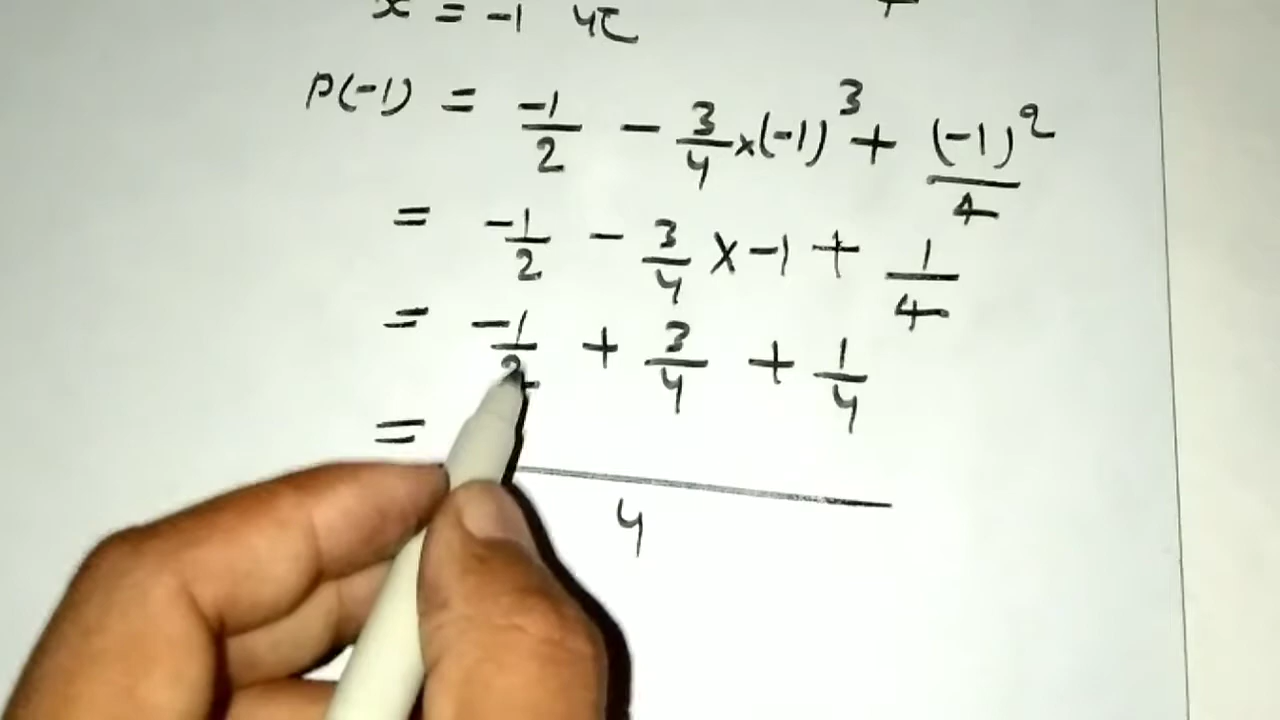 x = -1 पर
P(-1) = -1/2 - 3/4 × (-1)³ + (-1)²/4
= -1/2 - 3/4 × -1 + 1/4
= -1/2 + 3/4 + 1/4
= /4